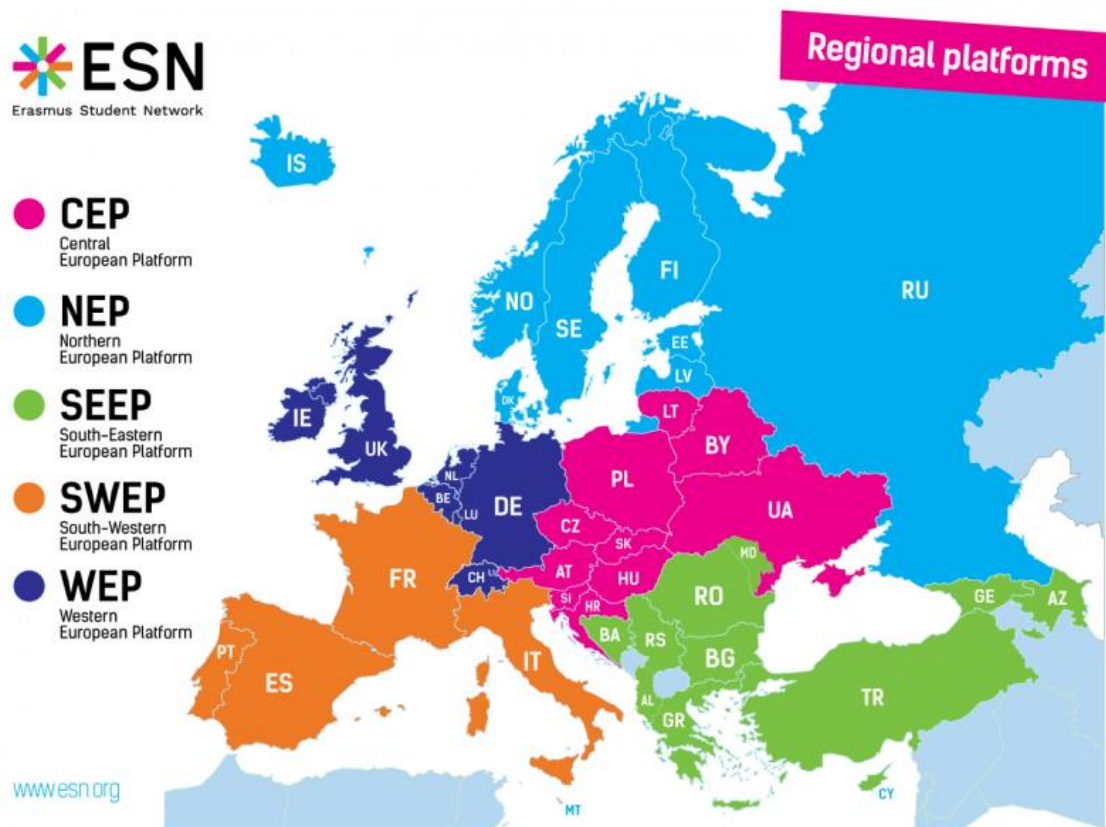 ESN
Erasmus Student Network
Regional platforms
CEP
Central
European Platform
NEP
Northern
European Platform
SEEP
South-Eastern
European Platform
SWEP
South-Western
European Platform
WEP
Western
European Platform
www.esn.org
IS
NO
SE
FI
RU
EE
LV
DK
LT
IE
UK
BY
NL
BE
LU
DE
PL
UA
CZ
SK
MD
FR
CH
LI
AT
HU
SI
HR
RO
GE
AZ
BA
RS
BG
PT
ES
IT
AL
GR
TR
MT
CY